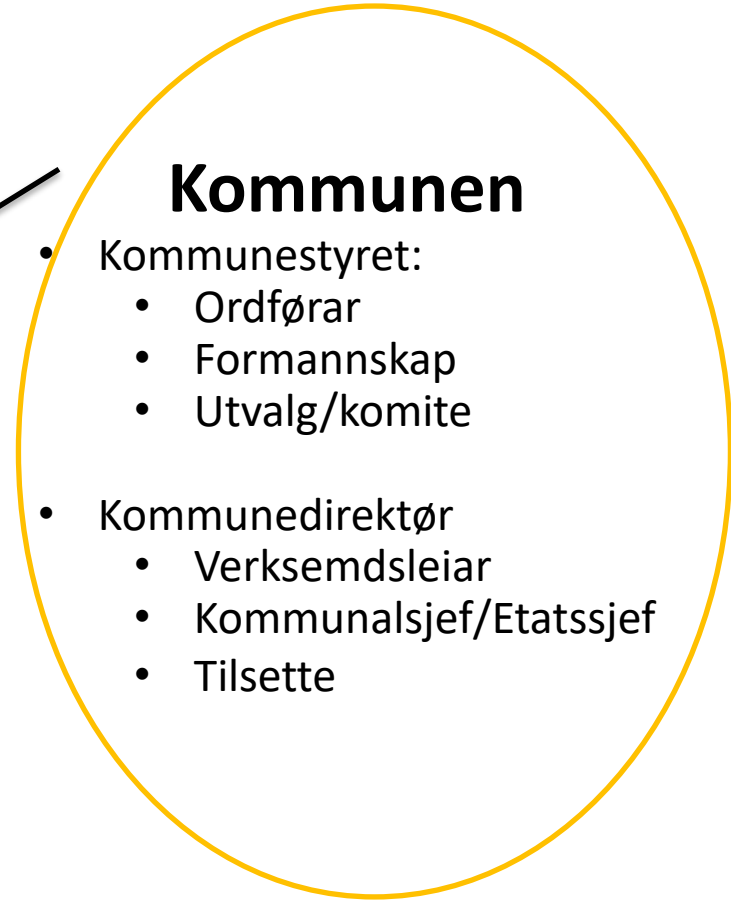 Kommunen
• Kommunestyret:
• Ordførar
• Formannskap
• Utvalg/komite
• Kommunedirektør
• Verksemdsleiar
• Kommunalsjef/Etatssjef
• Tilsette